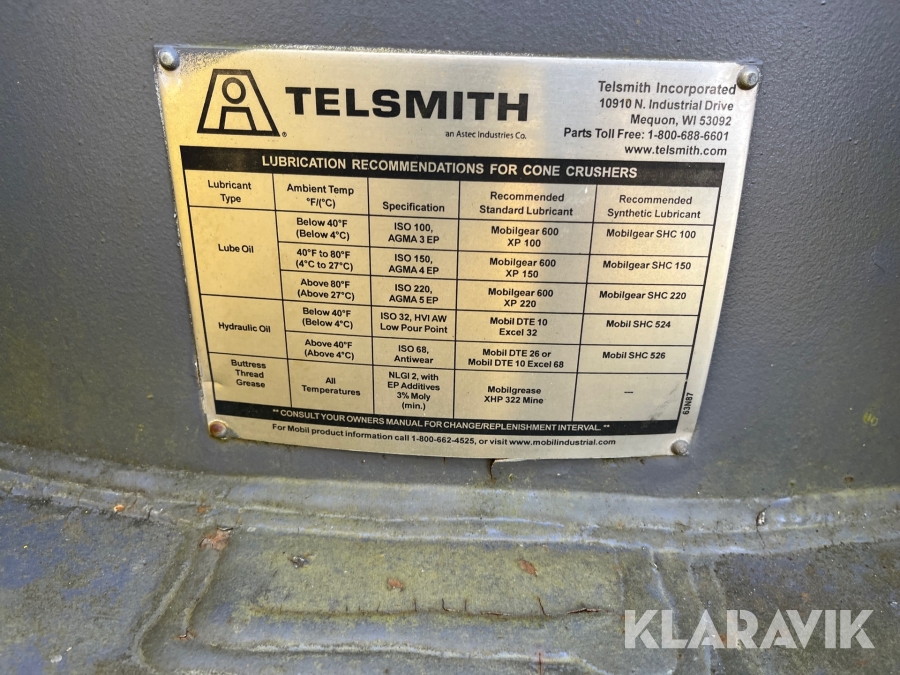 TELSMITH
®
an Astec Industries Co.
Telsmith Incorporated
10910 N. Industrial Drive
Mequon, WI 53092
Parts Toll Free: 1-800-688-6601
www.telsmith.com
LUBRICATION RECOMMENDATIONS FOR CONE CRUSHERS
Lubricant
Type
Ambient Temp
°F/(°C)
Specification
Recommended
Standard Lubricant
Recommended
Synthetic Lubricant
Lube Oil
Below 40°F
(Below 4°C)
ISO 100,
AGMA 3 EP
Mobilgear 600
XP 100
Mobilgear SHC 100
40°F to 80°F
(4°C to 27°C)
ISO 150,
AGMA 4 EP
Mobilgear 600
XP 150
Mobilgear SHC 150
Above 80°F
(Above 27°C)
ISO 220,
AGMA 5 EP
Mobilgear 600
XP 220
Mobilgear SHC 220
Hydraulic Oil
Below 40°F
(Below 4°C)
ISO 32, HVI AW
Low Pour Point
Mobil DTE 10
Excel 32
Mobil SHC 524
Above 40°F
(Above 4°C)
ISO 68,
Antiwear
Mobil DTE 26 or
Mobil DTE 10 Excel 68
Mobil SHC 526
Buttress
Thread
Grease
All
Temperatures
NLGI 2, with
EP Additives
3% Moly
(min.)
Mobilgrease
XHP 322 Mine
—
63N87
** CONSULT YOUR OWNERS MANUAL FOR CHANGE/REPLENISHMENT INTERVAL. **
For Mobil product information call 1-800-662-4525, or visit www.mobilindustrial.com
KLARAVIK